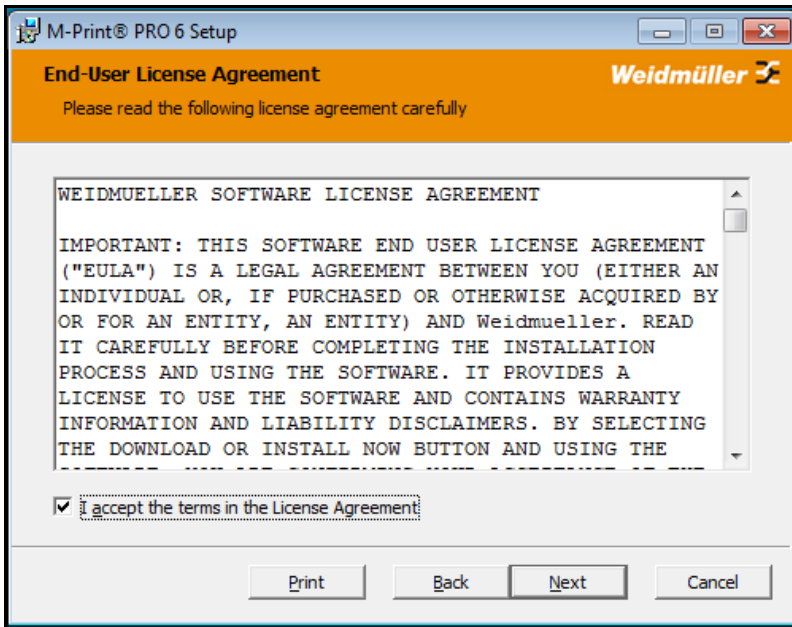 M-Print® PRO 6 Setup
End-User License Agreement
Weidmüller
Please read the following license agreement carefully
WEIDMUELLER SOFTWARE LICENSE AGREEMENT
IMPORTANT: THIS SOFTWARE END USER LICENSE AGREEMENT
("EULA") IS A LEGAL AGREEMENT BETWEEN YOU (EITHER AN
INDIVIDUAL OR, IF PURCHASED OR OTHERWISE ACQUIRED BY
OR FOR AN ENTITY, AN ENTITY) AND Weidmueller. READ
IT CAREFULLY BEFORE COMPLETING THE INSTALLATION
PROCESS AND USING THE SOFTWARE. IT PROVIDES A
LICENSE TO USE THE SOFTWARE AND CONTAINS WARRANTY
INFORMATION AND LIABILITY DISCLAIMERS. BY SELECTING
THE DOWNLOAD OR INSTALL NOW BUTTON AND USING THE
I accept the terms in the License Agreement
Print
Back
Next
Cancel